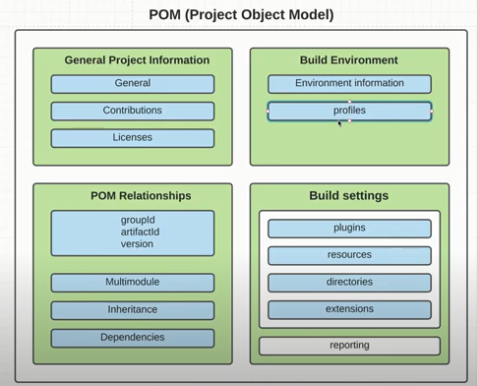 POM (Project Object Model)
General Project Information
General
Contributions
Licenses
Build Environment
Environment information
profiles
POM Relationships
groupId
artifactId
version
Multimodule
Inheritance
Dependencies
Build settings
plugins
resources
directories
extensions
reporting